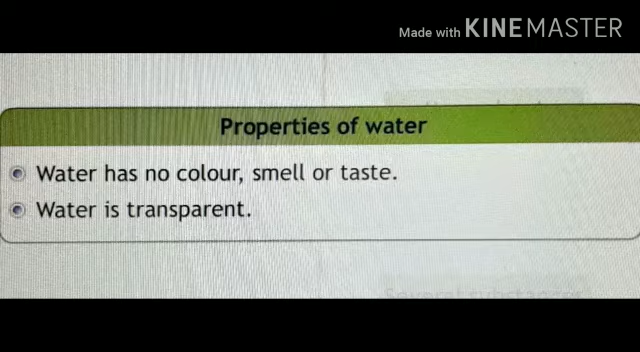 Made with KINEMASTER
Properties of water
Water has no colour, smell or taste.
Water is transparent.